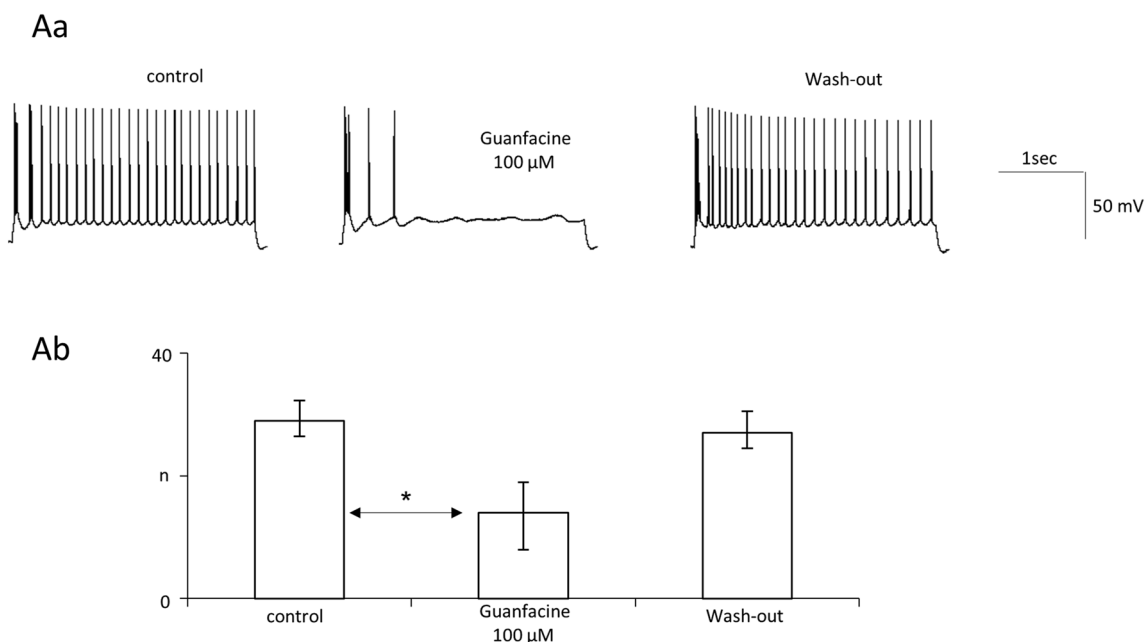 Aa
control
Guanfacine
100 µM
Wash-out
1sec
50 mV
Ab
40
n
0
*
control
Guanfacine
100 µM
Wash-out